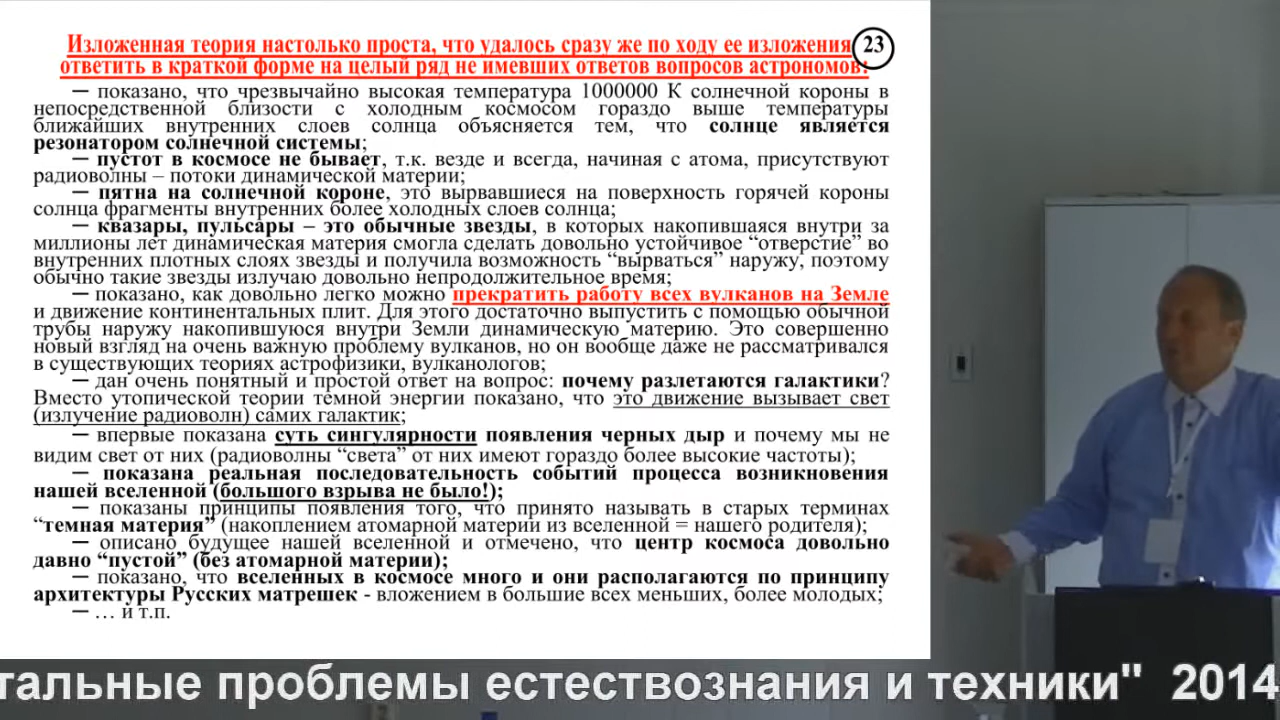 Изложенная теория настолько проста, что удалось сразу же по ходу ее изложения
23
ответить в краткой форме на целый ряд не имевших ответов вопросов астрономов:
— показано, что чрезвычайно высокая температура 1000000 К солнечной короны в
непосредственной близости с холодным космосом гораздо выше температуры
ближайших внутренних слоев солнца объясняется тем, что солнце является
резонатором солнечной системы;
— пустот в космосе не бывает, т.к. везде и всегда, начиная с атома, присутствуют
радиоволны – потоки динамической материи;
— пятна на солнечной короне, это вырвавшиеся на поверхность горячей короны
солнца фрагменты внутренних более холодных слоев солнца;
— квазары, пульсары – это обычные звезды, в которых накопившаяся внутри за
миллионы лет динамическая материя смогла сделать довольно устойчивое “отверстие” во
внутренних плотных слоях звезды и получила возможность “вырваться” наружу, поэтому
обычно такие звезды излучаю довольно непродолжительное время;
— показано, как довольно легко можно прекратить работу всех вулканов на Земле
и движение континентальных плит. Для этого достаточно выпустить с помощью обычной
трубы наружу накопившуюся внутри Земли динамическую материю. Это совершенно
новый взгляд на очень важную проблему вулканов, но он вообще даже не рассматривался
в существующих теориях астрофизики, вулканологов;
— дан очень понятный и простой ответ на вопрос: почему разлетаются галактики?
Вместо утопической теории тёмной энергии показано, что это движение вызывает свет
(излучение радиоволн) самих галактик;
— впервые показана суть сингулярности появления черных дыр и почему мы не
видим свет от них (радиоволны “света” от них имеют гораздо более высокие частоты);
— показана реальная последовательность событий процесса возникновения
нашей вселенной (большого взрыва не было!);
— показаны принципы появления того, что принято называть в старых терминах
“темная материя” (накоплением атомарной материи из вселенной = нашего родителя);
— описано будущее нашей вселенной и отмечено, что центр космоса довольно
давно “пустой” (без атомарной материи);
— показано, что вселенных в космосе много и они располагаются по принципу
архитектуры Русских матрешек - вложением в большие всех меньших, более молодых;
— … и т.п.
тальные проблемы естествознания и техники" 2014